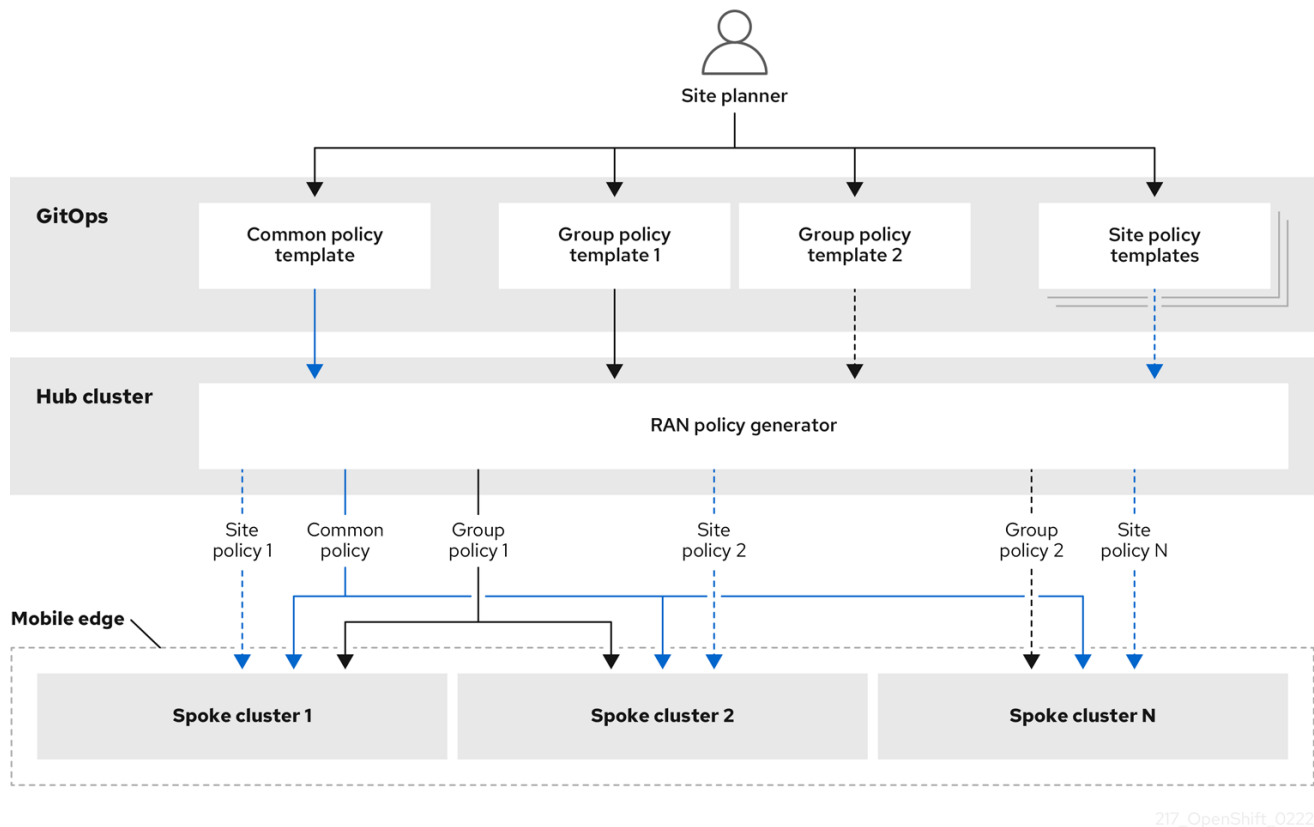 Site planner
GitOps
Common policy
template
Group policy
template 1
Group policy
template 2
Site policy
templates
Hub cluster
RAN policy generator
Site
policy 1
Common
policy
Group
policy 1
Site
policy 2
Group
policy 2
Site
policy N
Mobile edge
Spoke cluster 1
Spoke cluster 2
Spoke cluster N
217_OpenShift_0222